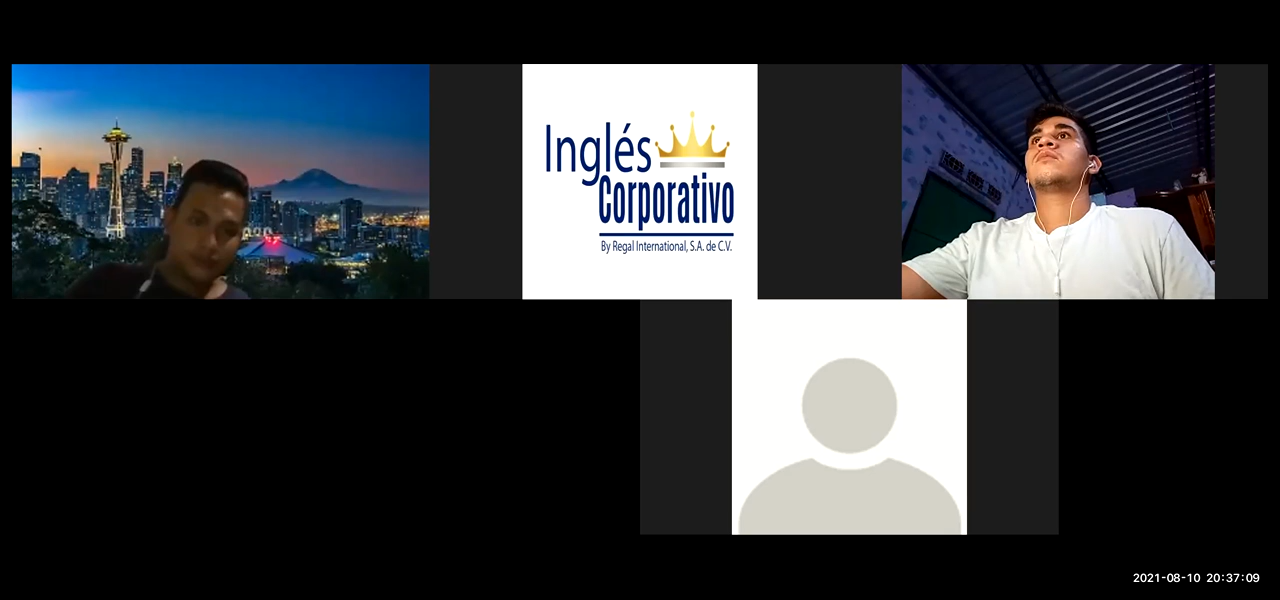 Inglés
Corporativo
By Regal International, S.A. de C.V.
2021-08-10 20:37:09